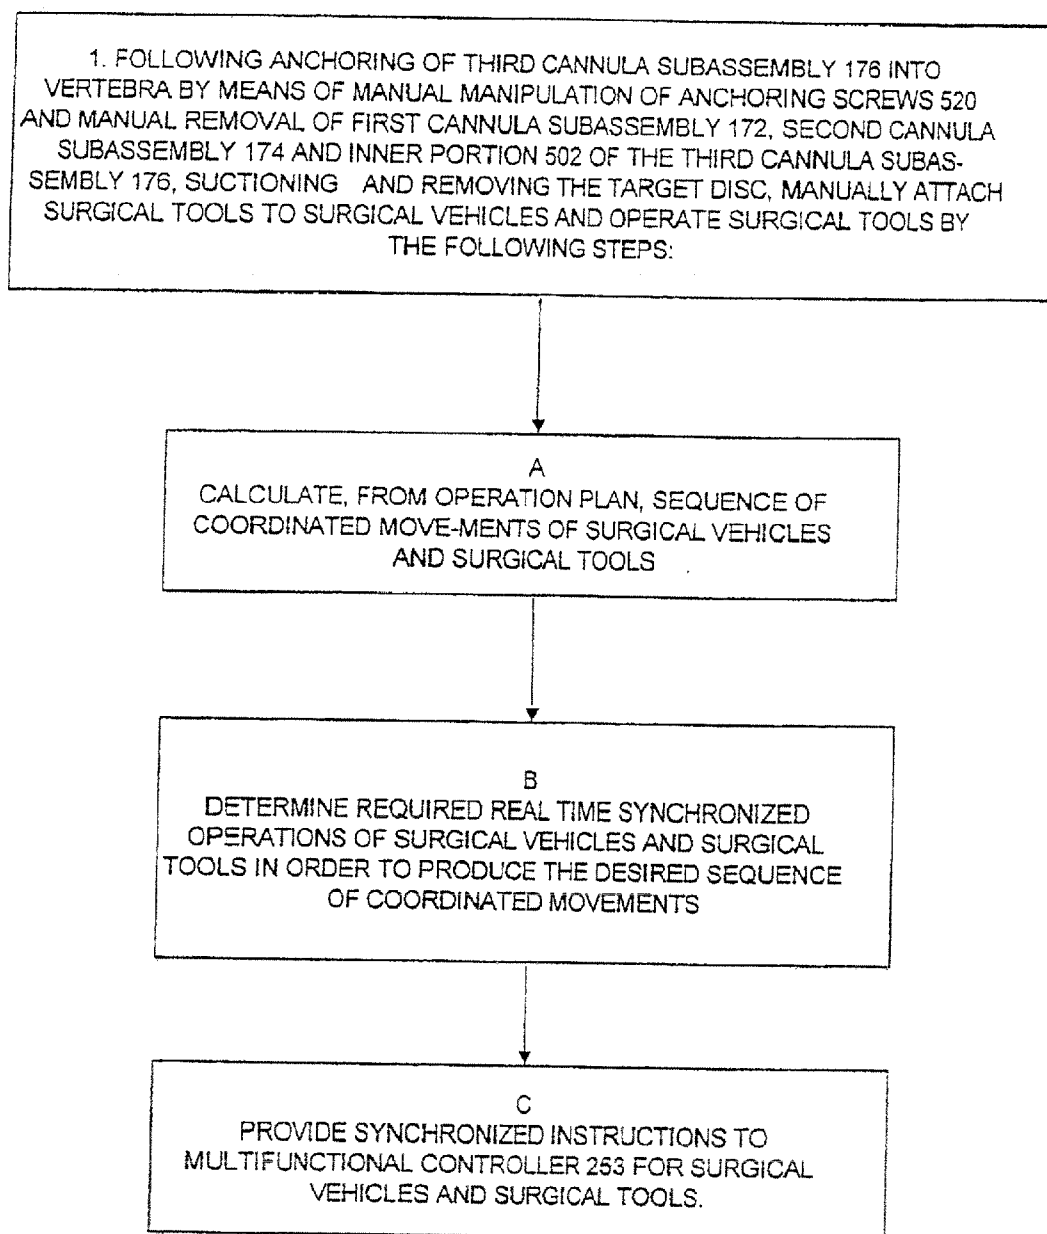 1. FOLLOWING ANCHORING OF THIRD CANNULA SUBASSEMBLY 176 INTO
VERTEBRA BY MEANS OF MANUAL MANIPULATION OF ANCHORING SCREWS 520
AND MANUAL REMOVAL OF FIRST CANNULA SUBASSEMBLY 172, SECOND CANNULA
SUBASSEMBLY 174 AND INNER PORTION 502 OF THE THIRD CANNULA SUBAS-
SEMBLY 176, SUCTIONING AND REMOVING THE TARGET DISC, MANUALLY ATTACH
SURGICAL TOOLS TO SURGICAL VEHICLES AND OPERATE SURGICAL TOOLS BY
THE FOLLOWING STEPS:
A
CALCULATE, FROM OPERATION PLAN, SEQUENCE OF
COORDINATED MOVE-MENTS OF SURGICAL VEHICLES
AND SURGICAL TOOLS
B
DETERMINE REQUIRED REAL TIME SYNCHRONIZED
OPERATIONS OF SURGICAL VEHICLES AND SURGICAL
TOOLS IN ORDER TO PRODUCE THE DESIRED SEQUENCE
OF COORDINATED MOVEMENTS
C
PROVIDE SYNCHRONIZED INSTRUCTIONS TO
MULTIFUNCTIONAL CONTROLLER 253 FOR SURGICAL
VEHICLES AND SURGICAL TOOLS.